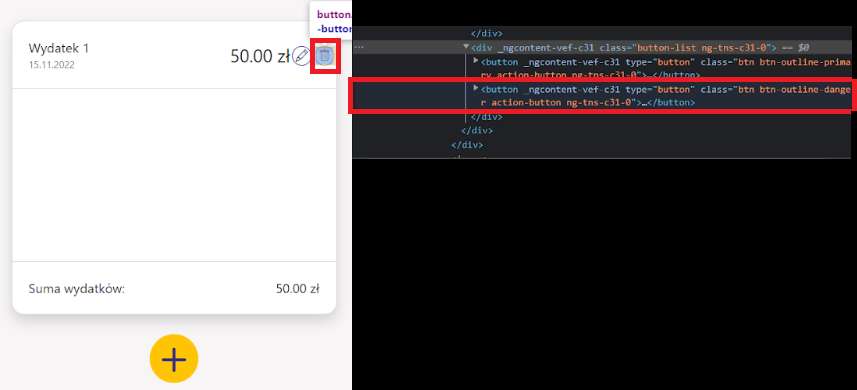 button.
-button
Wydatek 1
50.00 zł
15.11.2022
Suma wydatków:
50.00 zł
</div>
... ▼<div _ngcontent-vef-c31 class="button-list ng-tns-c31-0"> == $0
▶<button _ngcontent-vef-c31 type="button" class="btn btn-outline-prima
ry action-button ng-tns-c31-0">…</button>
▶<button _ngcontent-vef-c31 type="button" class="btn btn-outline-dange
r action-button ng-tns-c31-0">…</button>
</div>
</div>
</div>